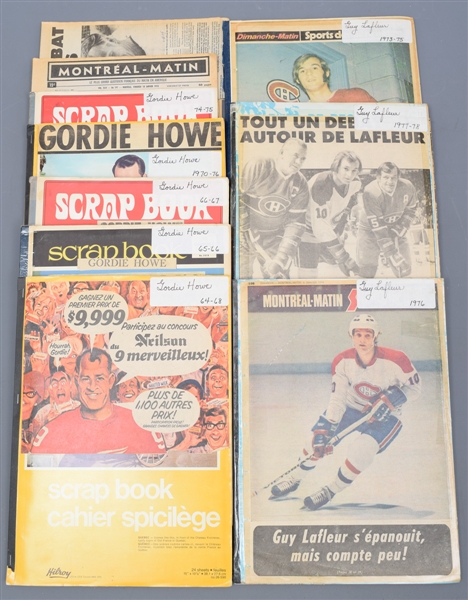 BAT
MONTRÉAL-MATIN
SCRAP BOOK
Gordie Howe
74-75
GORDIE HOWE
Gordie Howe
1970-76
SCRAP BOOK
Gordie Howe
66-67
scrap book
GORDIE HOWE
Gordie Howe
65-66
Gordie Howe
64-68
GAGNEZ UN
PREMIER PRIX DE
$9,999
Participez au concours
du Neilson
9 merveilleux!
Hourrah,
Gordie!
PLUS DE
1,100 AUTRES
PRIX!
scrap book
cahier spicilège
Hilroy
Dimanche-Matin Sports d
Guy Lafleur
1973-75
TOUT UN DE
AUTOUR DE LAFLEUR
Guy Lafleur
1977-78
MONTRÉAL-MATIN
Guy Lafleur
1976
Guy Lafleur s'épanouit,
mais compte peu!